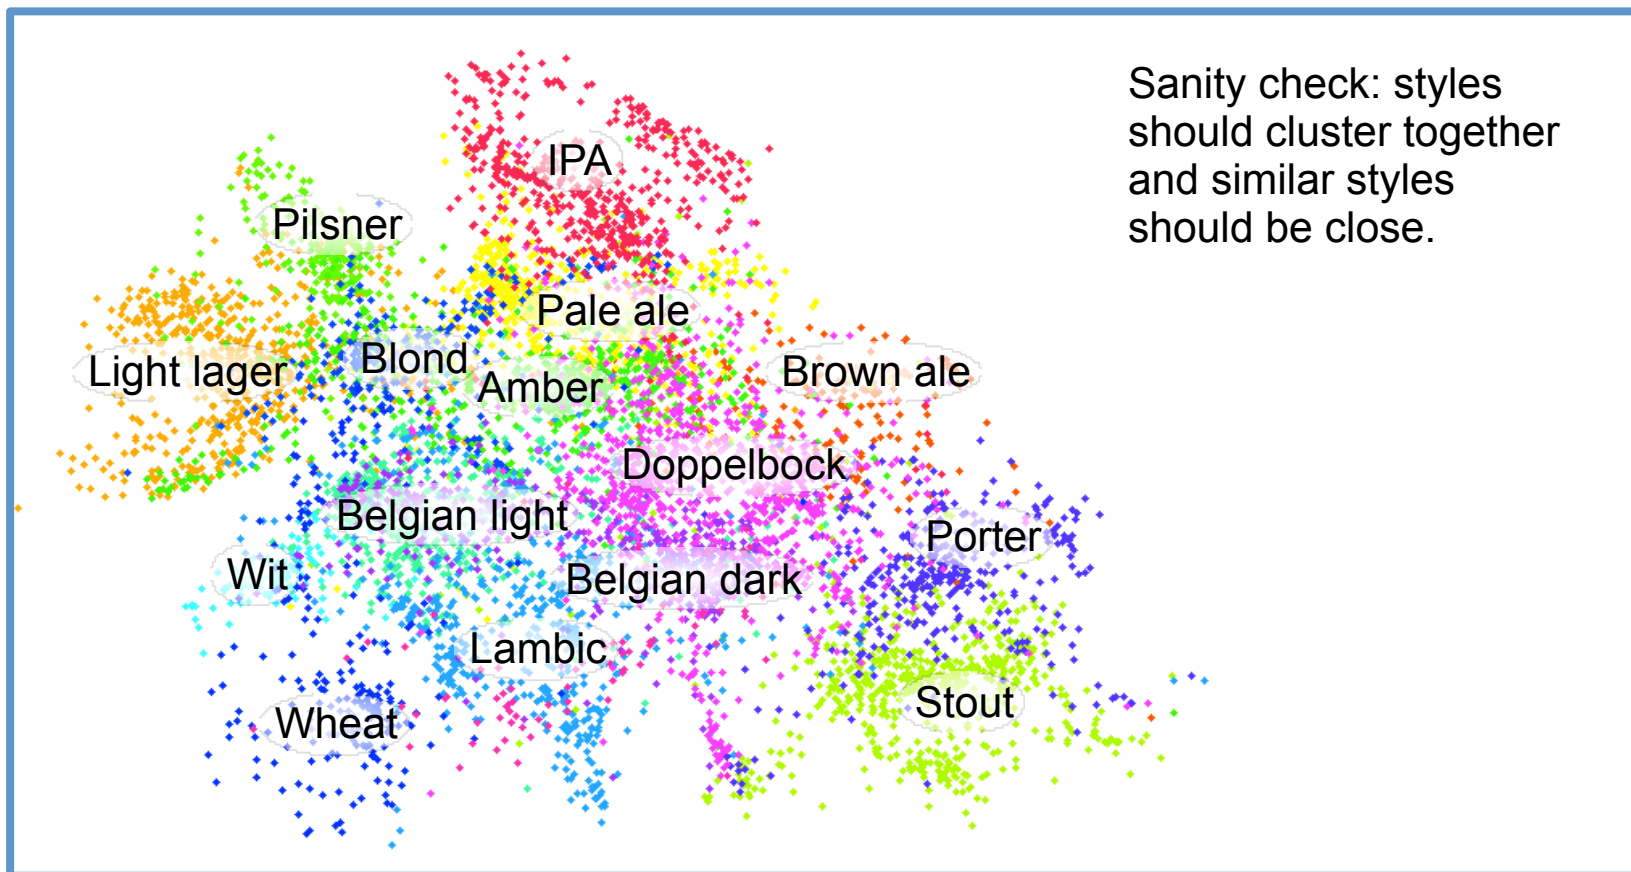 Sanity check: styles
should cluster together
and similar styles
should be close.
IPA
Pilsner
Pale ale
Light lager
Blond
Amber
Brown ale
Doppelbock
Belgian light
Porter
Wit
Belgian dark
Lambic
Stout
Wheat